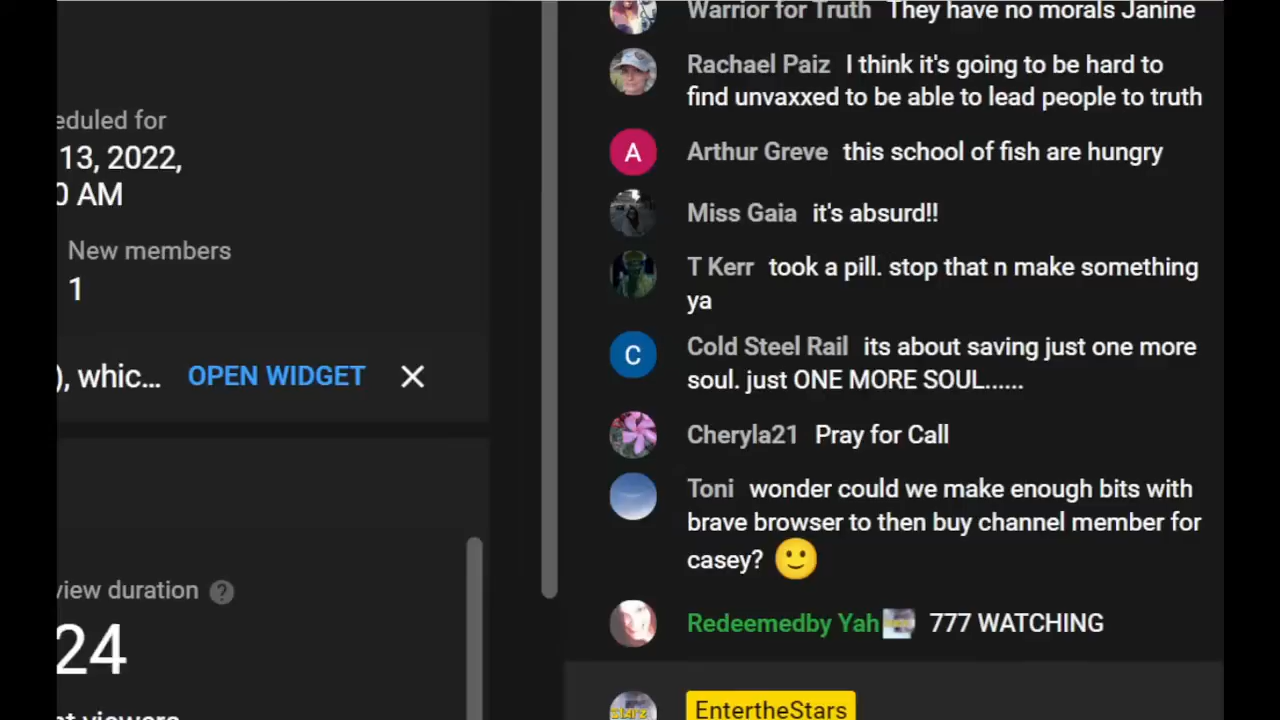 eduled for
13, 2022,
0 AM
New members
1
), whic... OPEN WIDGET
view duration ?
24
Warrior for Truth They have no morals Janine
Rachael Paiz I think it's going to be hard to
find unvaxxed to be able to lead people to truth
A Arthur Greve this school of fish are hungry
Miss Gaia it's absurd!!
T Kerr took a pill. stop that n make something
ya
C Cold Steel Rail its about saving just one more
soul. just ONE MORE SOUL......
Cheryla21 Pray for Call
Toni wonder could we make enough bits with
brave browser to then buy channel member for
casey? 🙂
Redeemedby Yah 777 WATCHING
EntertheStars